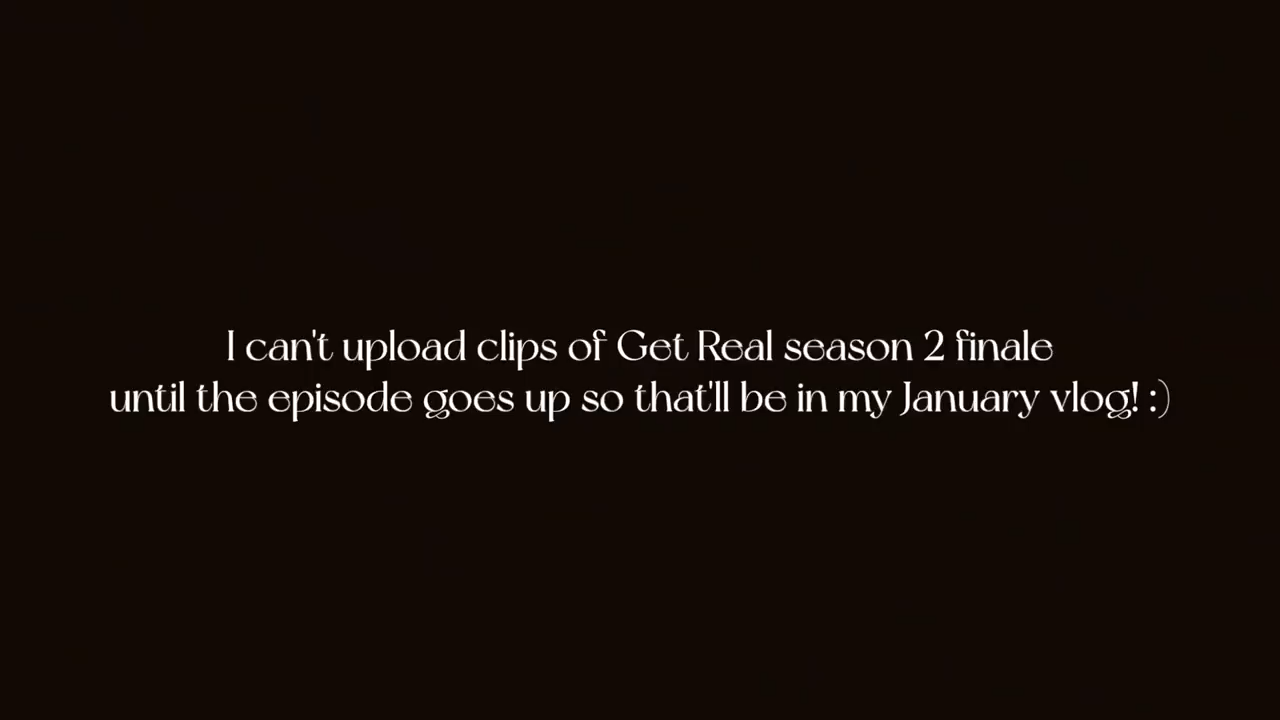 I can't upload clips of Get Real season 2 finale
until the episode goes up so that'll be in my January vlog! :)